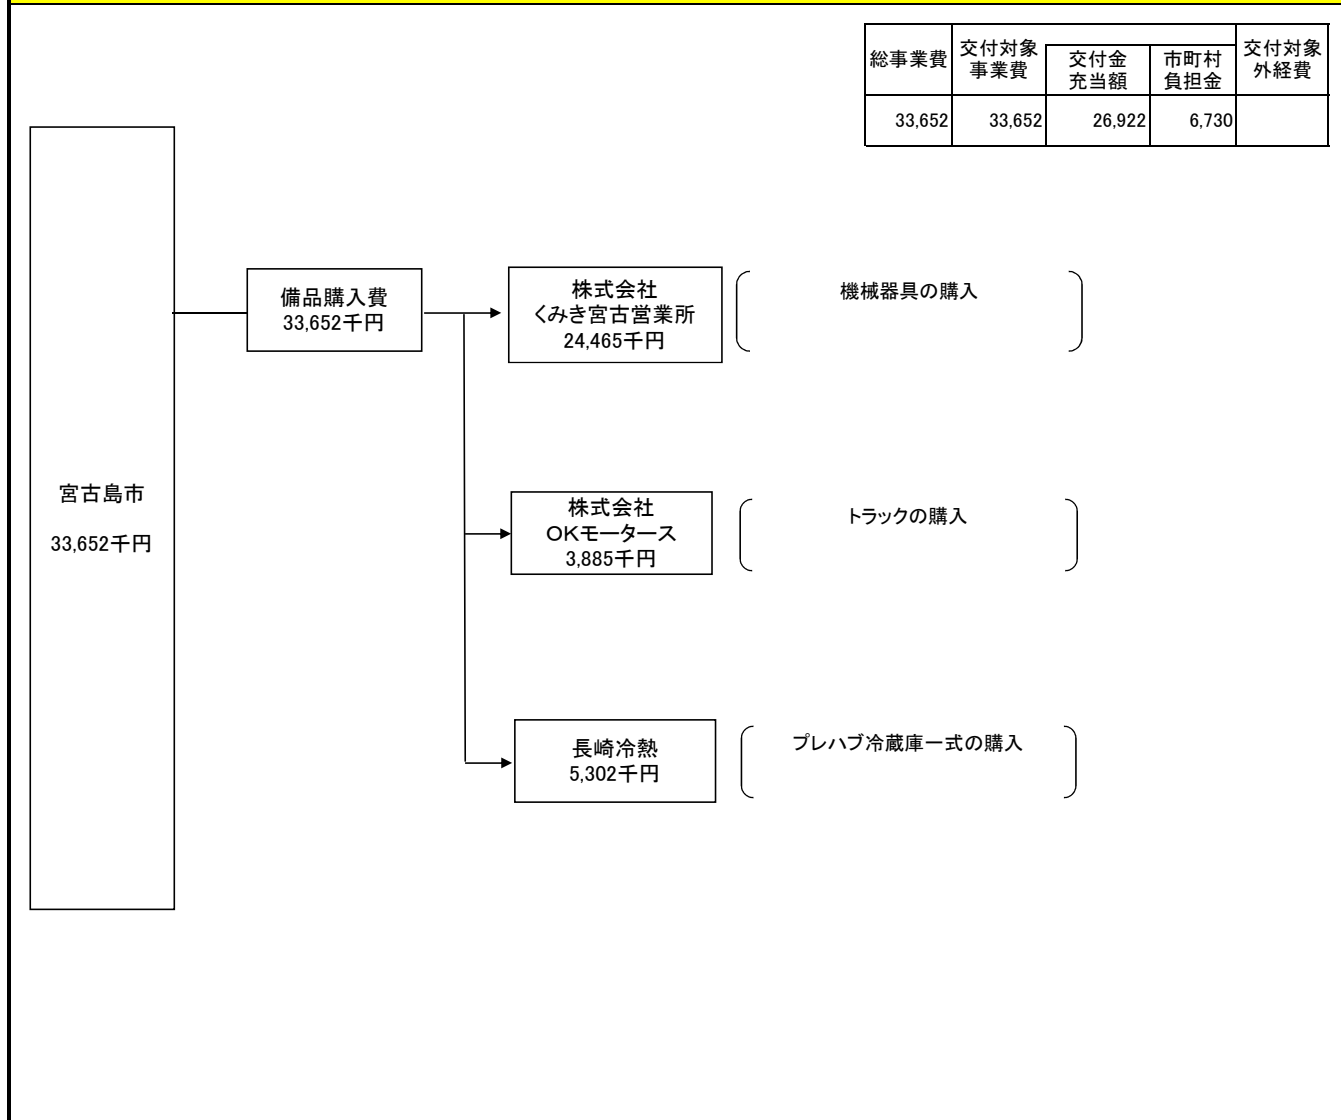 総事業費
交付対象
事業費
交付金
充当額
市町村
負担金
交付対象
外経費
33,652
33,652
26,922
6,730
宮古島市
33,652千円
備品購入費
33,652千円
株式会社
くみき宮古営業所
24,465千円
機械器具の購入
株式会社
OKモータース
3,885千円
トラックの購入
長崎冷熱
5,302千円
プレハブ冷蔵庫一式の購入